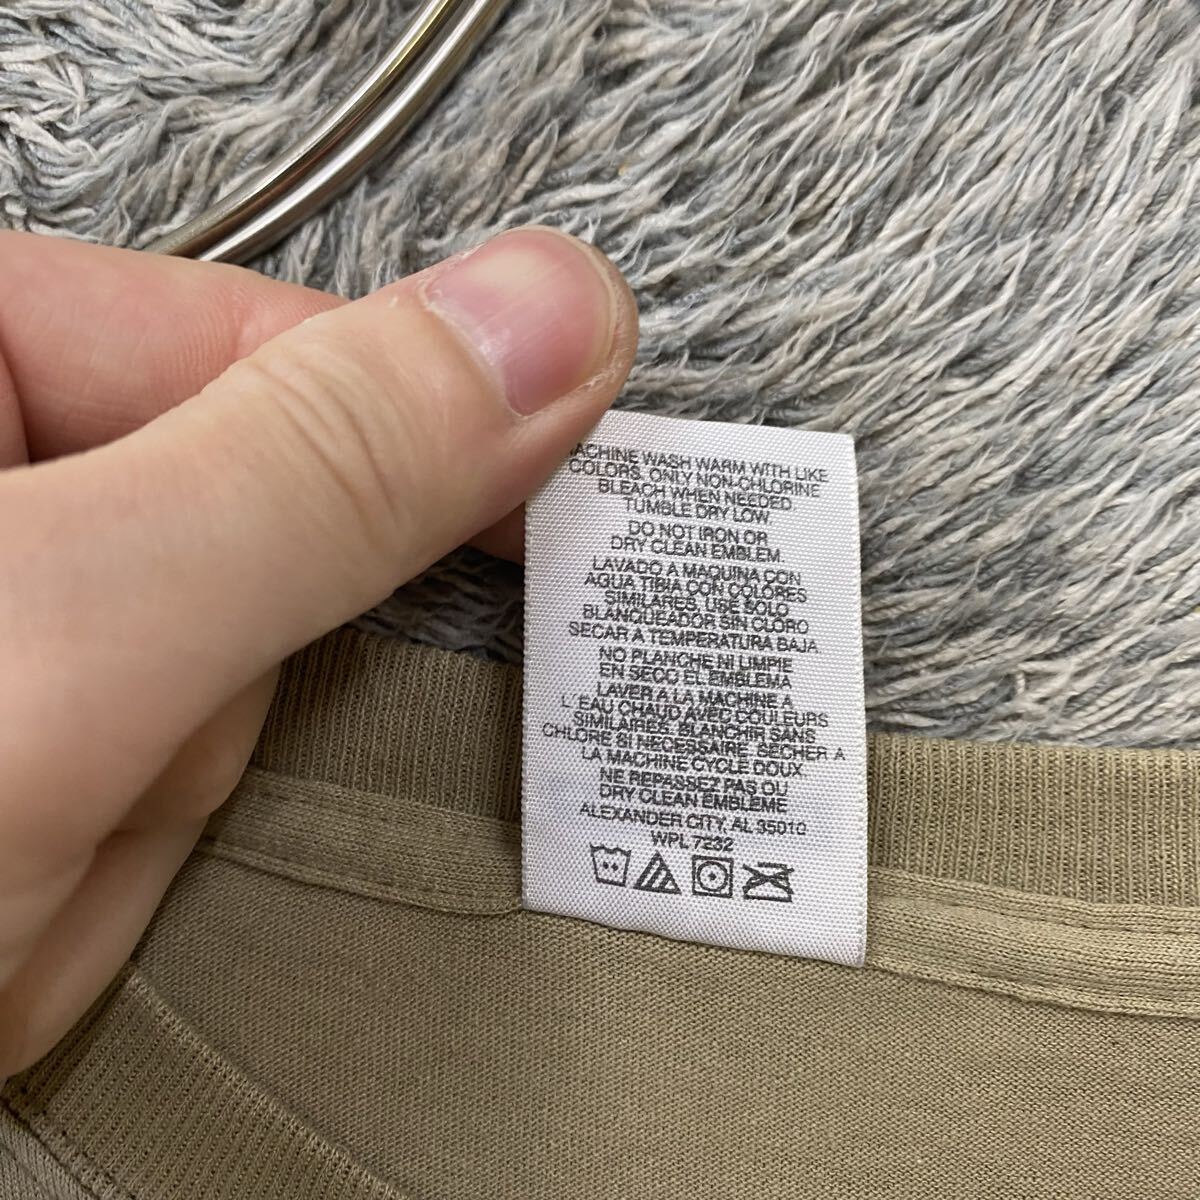 MACHINE WASH WARM WITH LIKE
COLORS, ONLY NON-CHLORINE
BLEACH WHEN NEEDED
TUMBLE DRY LOW.
DO NOT IRON OR
DRY CLEAN EMBLEM.
LAVADO A MAQUINA CON
AGUA TIBIA CON COLORES
SIMILARES, USE SOLO
BLANQUEADOR SIN CLORO
SECAR A TEMPERATURA BAJA
NO PLANCHE NI LIMPIE
EN SECO EL EMBLEMA
LAVER A LA MACHINE A
L'EAU CHAUD AVEC COULEURS
SIMILAIRES, BLANCHIR SANS
CHLORE SI NECESSAIRE. SECHER A
LA MACHINE CYCLE DOUX.
NE REPASSEZ PAS OU
DRY CLEAN EMBLEME
ALEXANDER CITY, AL 35010
WPL 7232